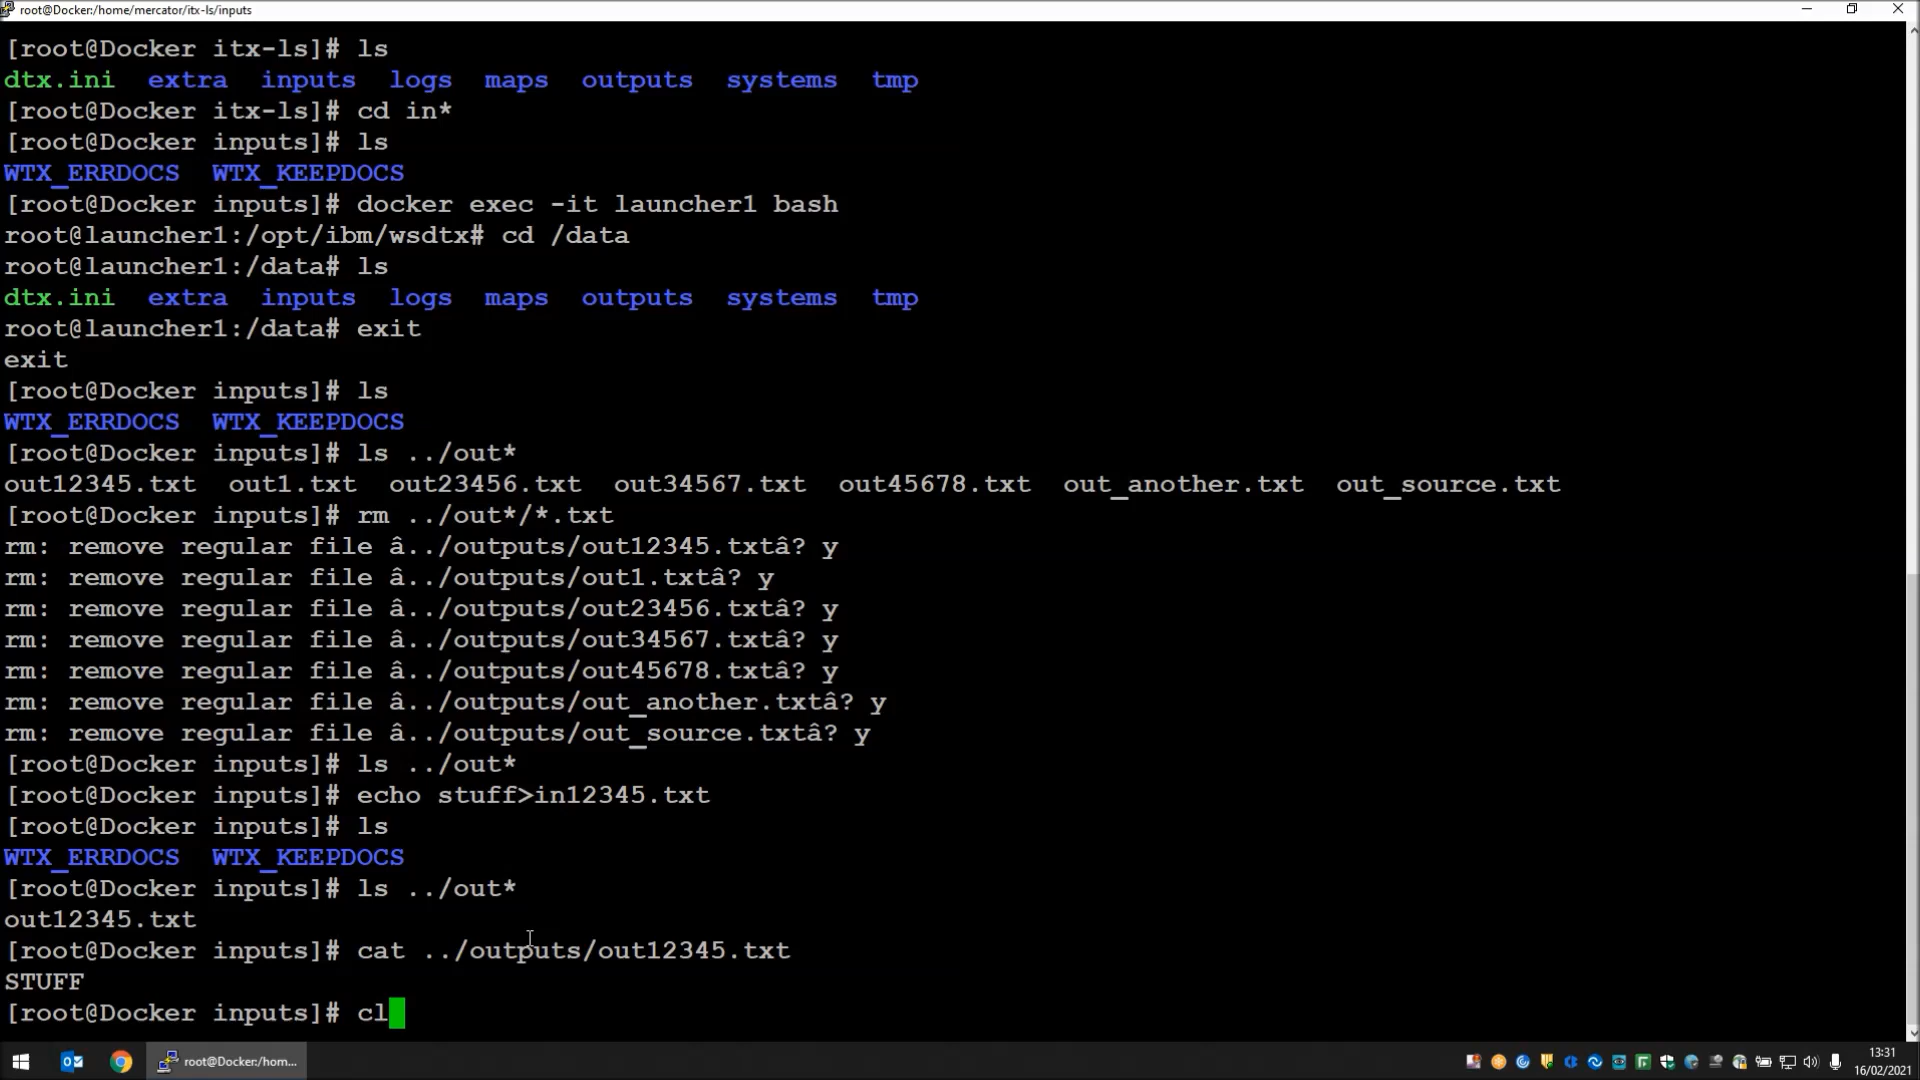 root@Docker:/home/mercator/itx-ls/inputs
[root@Docker itx-ls]# ls
dtx.ini  extra  inputs  logs  maps  outputs  systems  tmp
[root@Docker itx-ls]# cd in*
[root@Docker inputs]# ls
WTX_ERRDOCS  WTX_KEEPDOCS
[root@Docker inputs]# docker exec -it launcher1 bash
root@launcher1:/opt/ibm/wsdtx# cd /data
root@launcher1:/data# ls
dtx.ini  extra  inputs  logs  maps  outputs  systems  tmp
root@launcher1:/data# exit
exit
[root@Docker inputs]# ls
WTX_ERRDOCS  WTX_KEEPDOCS
[root@Docker inputs]# ls ../out*
out12345.txt  out1.txt  out23456.txt  out34567.txt  out45678.txt  out_another.txt  out_source.txt
[root@Docker inputs]# rm ../out*/*.txt
rm: remove regular file â../outputs/out12345.txtâ? y
rm: remove regular file â../outputs/out1.txtâ? y
rm: remove regular file â../outputs/out23456.txtâ? y
rm: remove regular file â../outputs/out34567.txtâ? y
rm: remove regular file â../outputs/out45678.txtâ? y
rm: remove regular file â../outputs/out_another.txtâ? y
rm: remove regular file â../outputs/out_source.txtâ? y
[root@Docker inputs]# ls ../out*
[root@Docker inputs]# echo stuff>in12345.txt
[root@Docker inputs]# ls
WTX_ERRDOCS  WTX_KEEPDOCS
[root@Docker inputs]# ls ../out*
out12345.txt
[root@Docker inputs]# cat ../outputs/out12345.txt
STUFF
[root@Docker inputs]# cl
root@Docker:/hom...
13:31
16/02/2021